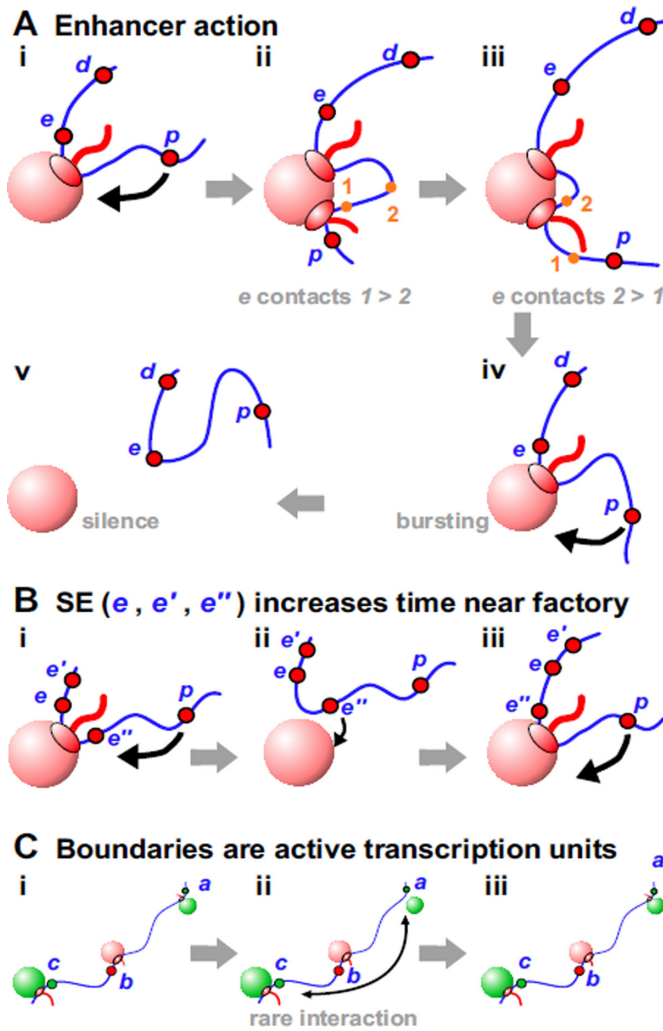 A Enhancer action
i ii iii
d d d
e e e
p 1 2 p 2 1 p
e contacts 1 > 2 e contacts 2 > 1
v iv
d d
p e
e p
silence bursting
B SE (e, e′, e″) increases time near factory
i ii iii
e′ e′ e′
e p e p e
e″ e″ e″ p
C Boundaries are active transcription units
i ii iii
a a a
c b c b c b
rare interaction